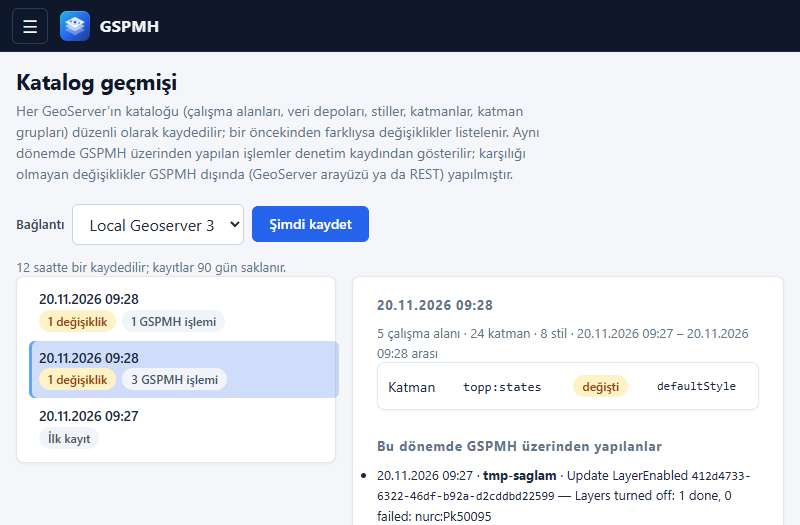 ☰ GSPMH
Katalog geçmişi
Her GeoServer’ın kataloğu (çalışma alanları, veri depoları, stiller, katmanlar, katman
grupları) düzenli olarak kaydedilir; bir öncekinden farklıysa değişiklikler listelenir. Aynı
dönemde GSPMH üzerinden yapılan işlemler denetim kaydından gösterilir; karşılığı
olmayan değişiklikler GSPMH dışında (GeoServer arayüzü ya da REST) yapılmıştır.
Bağlantı Local Geoserver 3 Şimdi kaydet
12 saatte bir kaydedilir; kayıtlar 90 gün saklanır.
20.11.2026 09:28
1 değişiklik 1 GSPMH işlemi
20.11.2026 09:28
1 değişiklik 3 GSPMH işlemi
20.11.2026 09:27
İlk kayıt
20.11.2026 09:28
5 çalışma alanı · 24 katman · 8 stil · 20.11.2026 09:27 – 20.11.2026
09:28 arası
Katman topp:states değişti defaultStyle
Bu dönemde GSPMH üzerinden yapılanlar
• 20.11.2026 09:27 · tmp-saglam · Update LayerEnabled 412d4733-
6322-46df-b92a-d2cddbd22599 — Layers turned off: 1 done, 0
failed: nurc:Pk50095